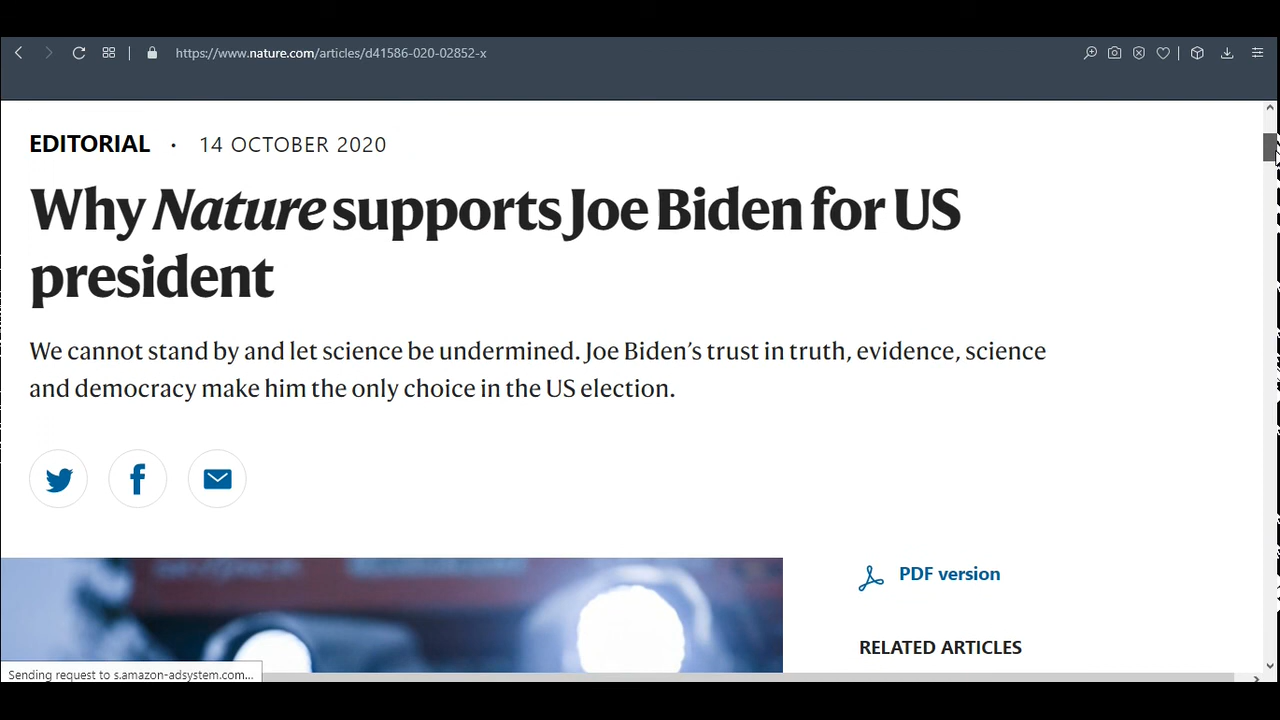 https://www.nature.com/articles/d41586-020-02852-x
EDITORIAL · 14 OCTOBER 2020
Why Nature supports Joe Biden for US
president
We cannot stand by and let science be undermined. Joe Biden’s trust in truth, evidence, science
and democracy make him the only choice in the US election.
PDF version
RELATED ARTICLES
Sending request to s.amazon-adsystem.com...